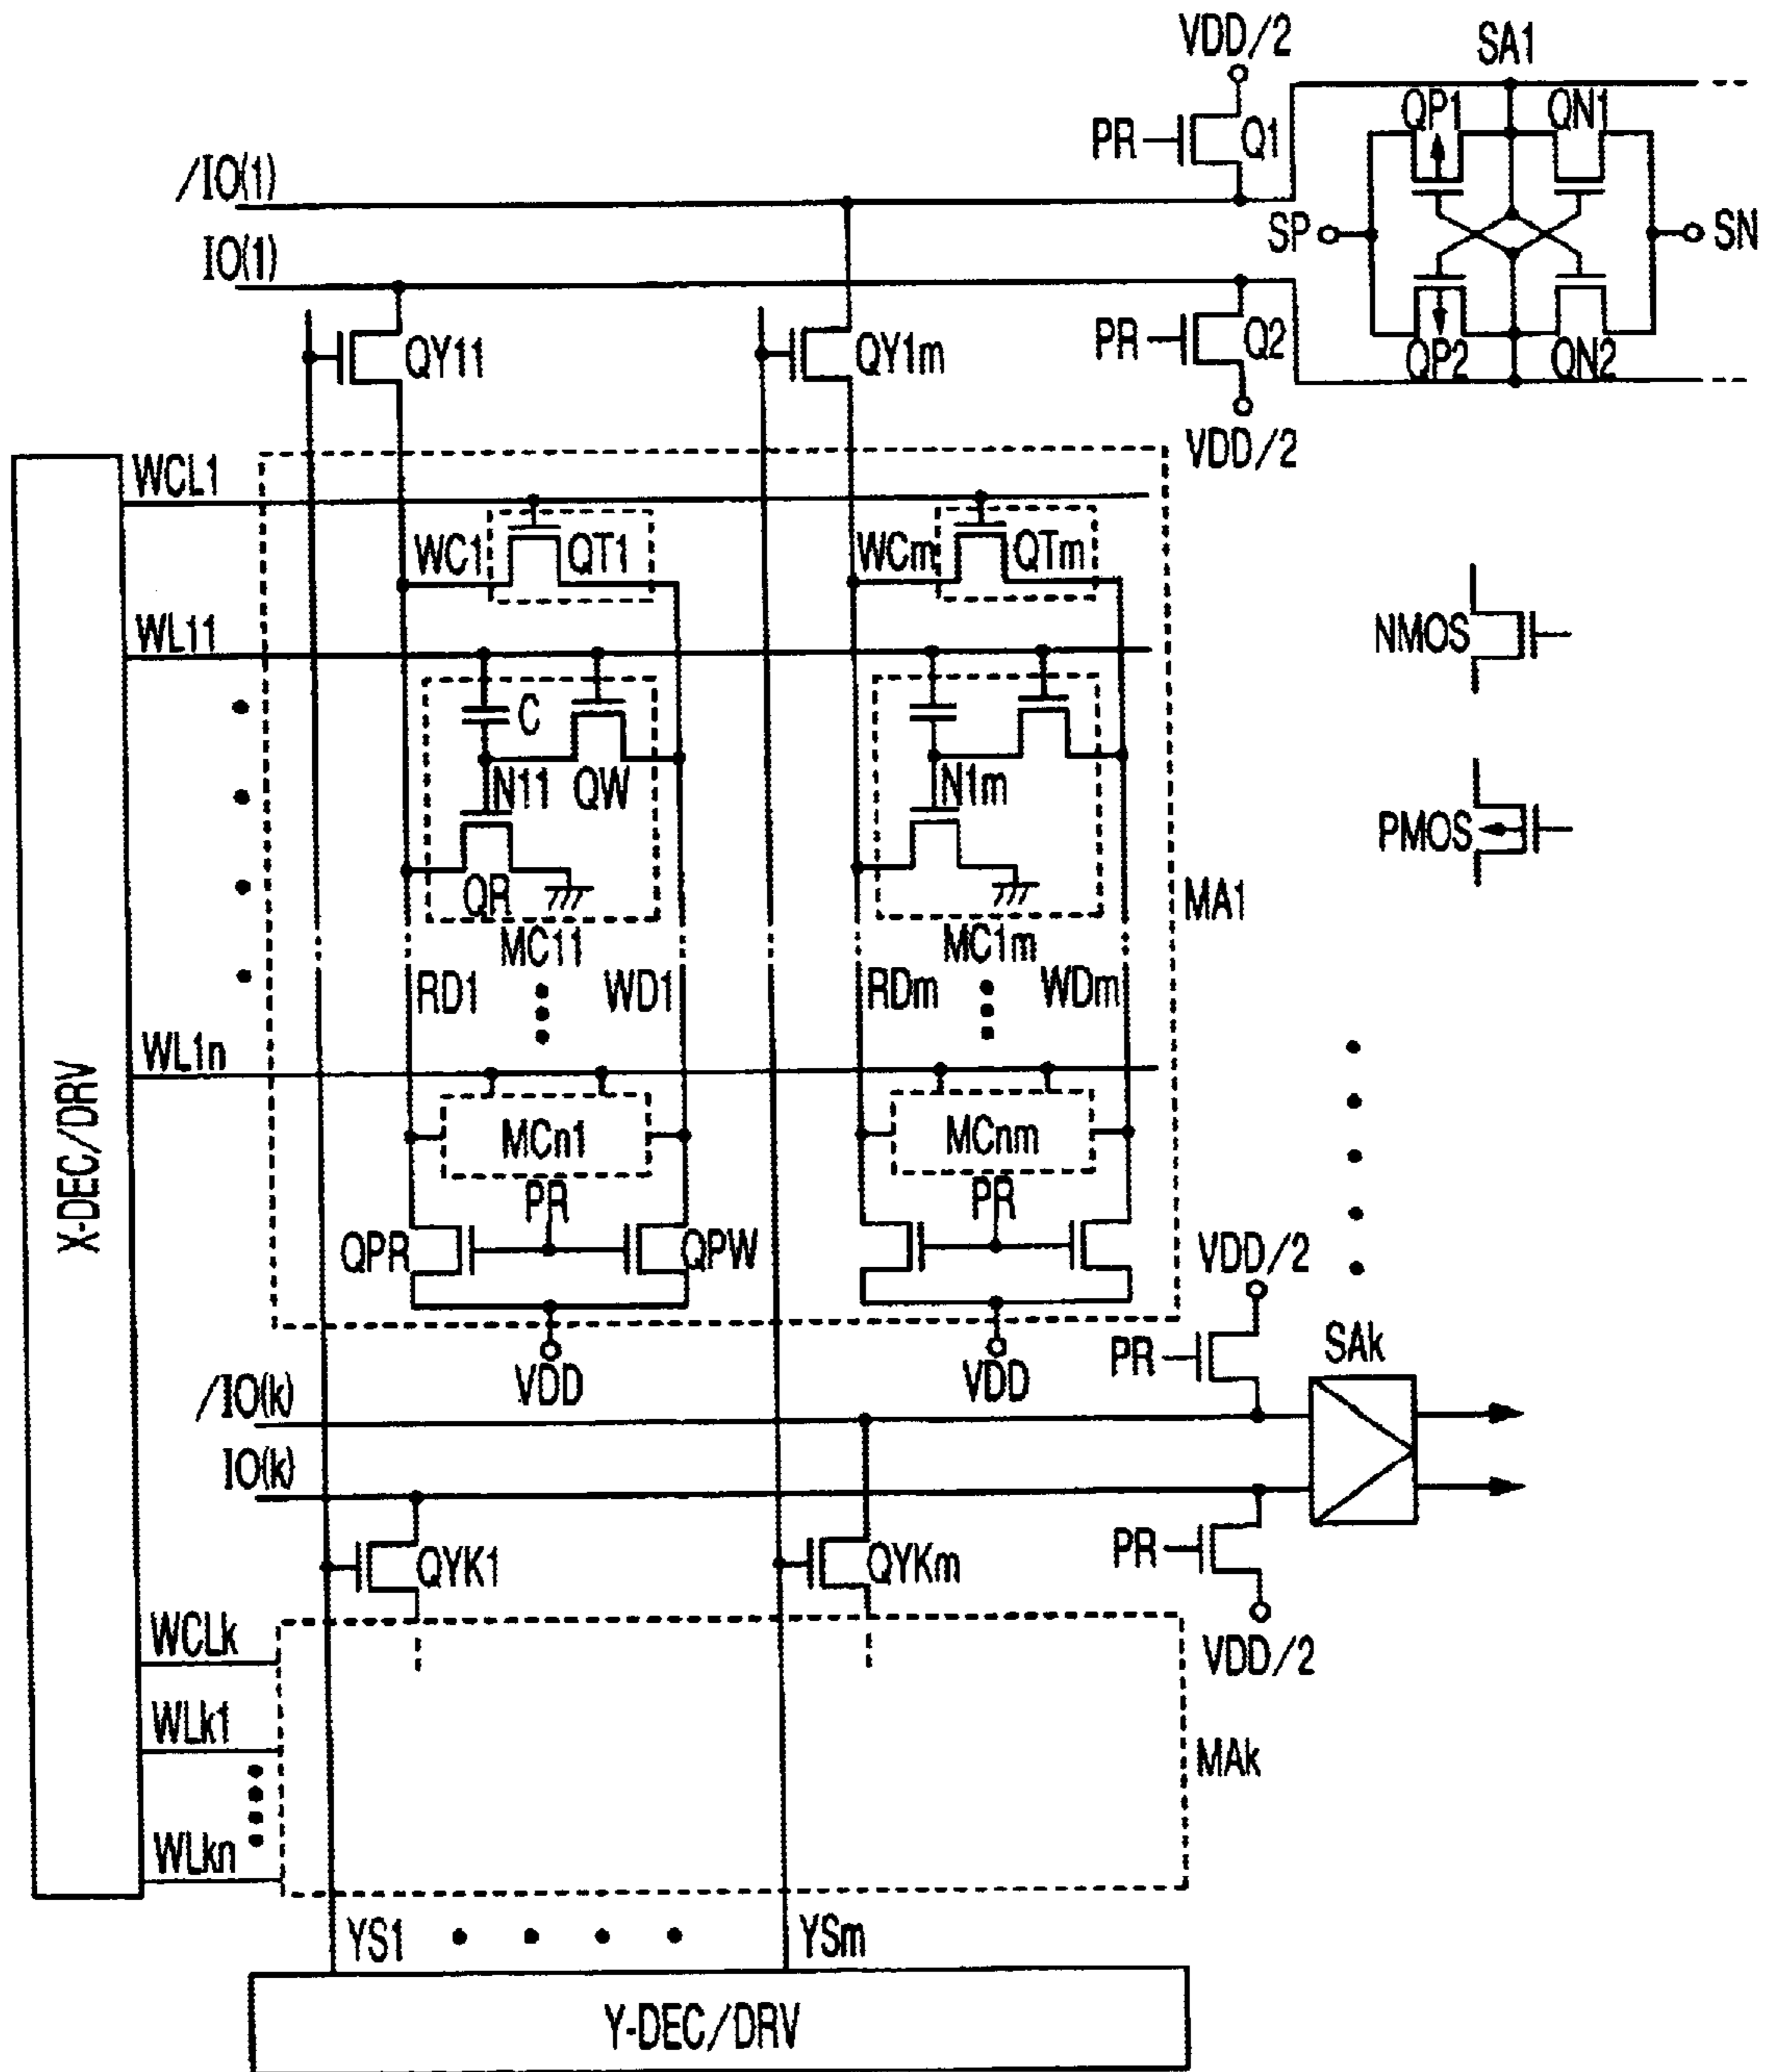 VDD/2
SA1
PR
Q1
QP1
QN1
/IO(1)
SP
SN
IO(1)
QY11
QY1m
PR
Q2
QP2
QN2
VDD/2
WCL1
WC1
QT1
WCm
QTm
NMOS
WL11
C
N11
QW
N1m
PMOS
QR
MA1
MC11
MC1m
RD1
WD1
RDm
WDm
X-DEC/DRV
WL1n
MCn1
MCnm
PR
PR
QPR
QPW
VDD/2
VDD
VDD
PR
SAk
/IO(k)
IO(k)
QYK1
QYKm
PR
VDD/2
WCLk
WLk1
MAk
WLkn
YS1
YSm
Y-DEC/DRV